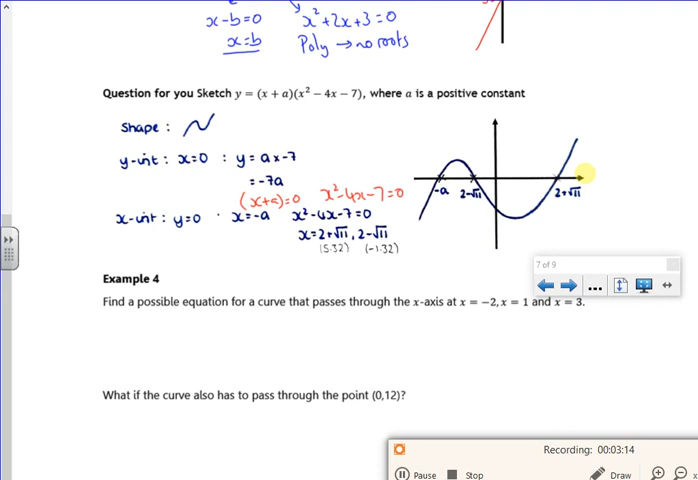 x-b=0 x²+2x+3=0
x=b Poly → no roots
Question for you Sketch y = (x + a)(x² − 4x − 7), where a is a positive constant
Shape :
y-int : x=0 : y = a x -7
= -7a
(x+a)=0 x²-4x-7=0
x-int : y=0 · x=-a x²-4x-7=0
x=2+√11, 2-√11
(5.32) (-1.32)
-a 2-√11 2+√11
7 of 9
Example 4
Find a possible equation for a curve that passes through the x-axis at x = −2, x = 1 and x = 3.
What if the curve also has to pass through the point (0,12)?
Recording: 00:03:14
Pause Stop Draw